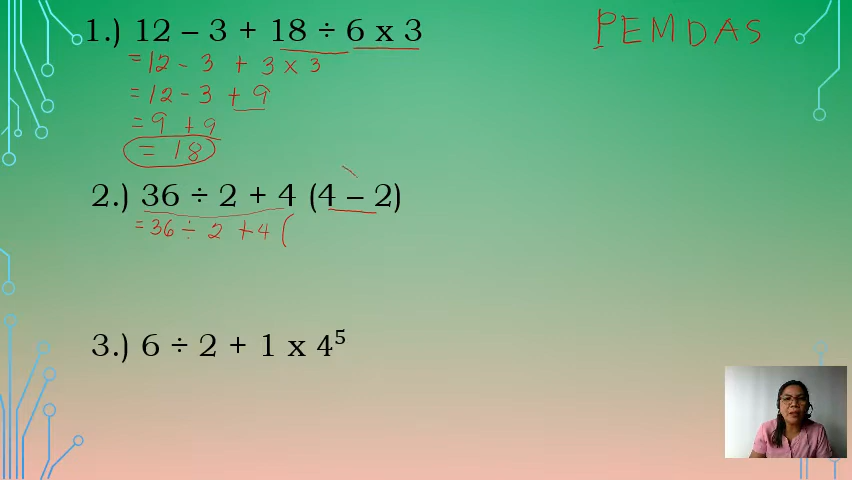 1.) 12 – 3 + 18 ÷ 6 x 3
PEMDAS
= 12 - 3 + 3 x 3
= 12 - 3 + 9
= 9 + 9
= 18
2.) 36 ÷ 2 + 4 (4 – 2)
= 36 ÷ 2 + 4 (
3.) 6 ÷ 2 + 1 x 4⁵